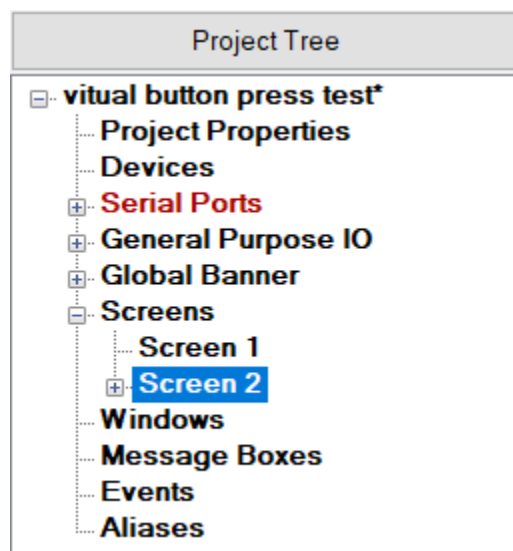 Project Tree
vitual button press test*
Project Properties
Devices
Serial Ports
General Purpose IO
Global Banner
Screens
Screen 1
Screen 2
Windows
Message Boxes
Events
Aliases